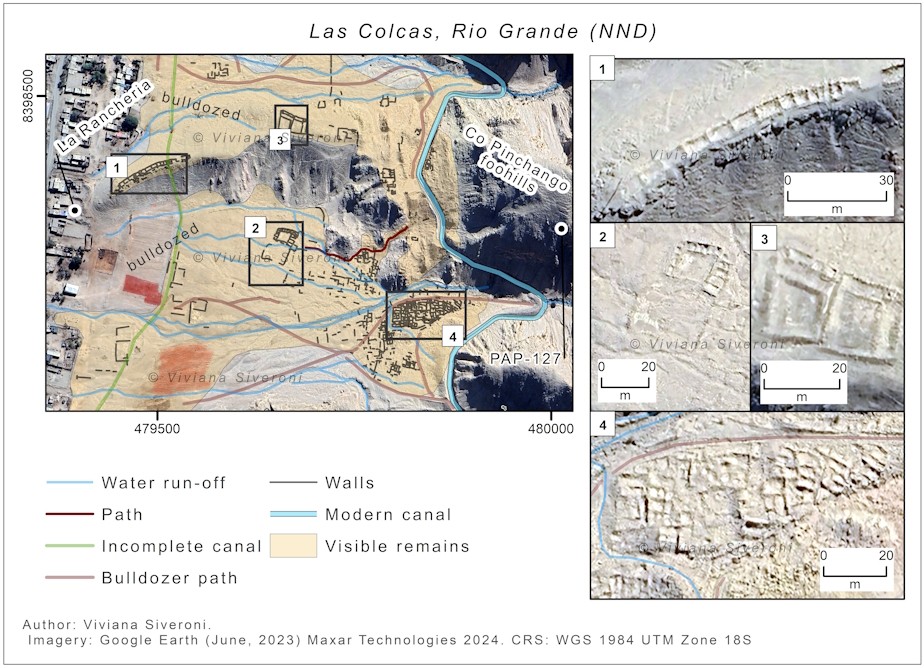 Las Colcas, Rio Grande (NND)
8398500
La Rancheria
bulldozed
© Viviana Siveroni
3
1
Co Pinchango
foohills
2
bulldozed
© Viviana Siveroni
4
PAP-127
© Viviana Siveroni
479500
480000
1
© Viviana Siveroni
0 30
m
2
© Viviana Siveroni
0 20
m
3
0 20
m
4
© Viviana Siveroni
0 20
m
Water run-off
Path
Incomplete canal
Bulldozer path
Walls
Modern canal
Visible remains
Author: Viviana Siveroni.
Imagery: Google Earth (June, 2023) Maxar Technologies 2024. CRS: WGS 1984 UTM Zone 18S